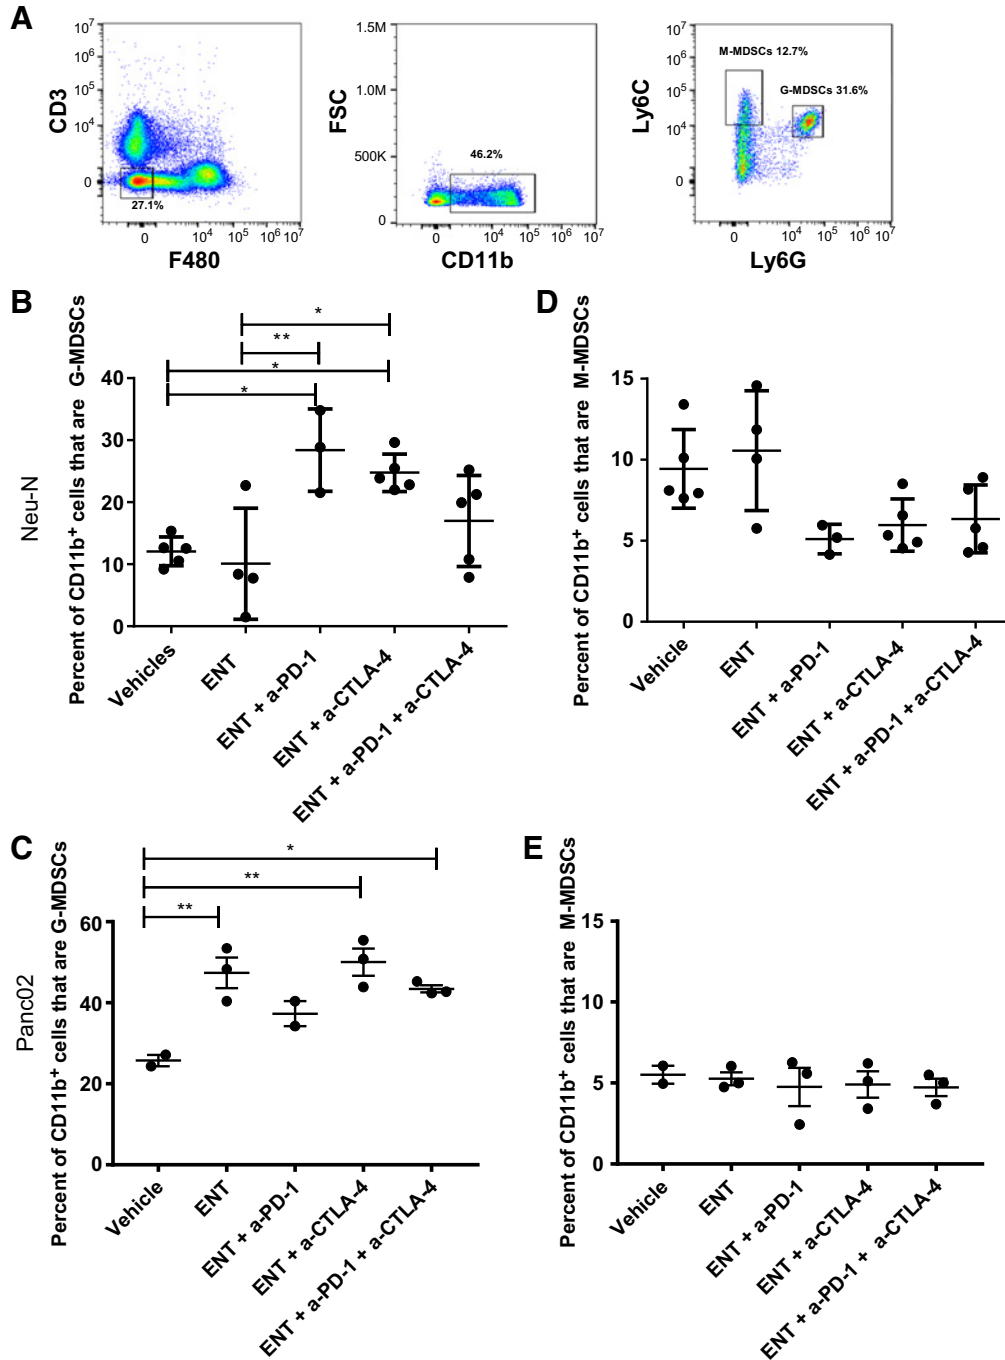 A
CD3
10⁷
10⁶
10⁵
10⁴
0
27.1%
0 10⁴ 10⁵ 10⁶ 10⁷
F480
FSC
1.5M
1.0M
500K
0
46.2%
0 10⁴ 10⁵ 10⁶ 10⁷
CD11b
Ly6C
10⁷
10⁶
10⁵
10⁴
0
M-MDSCs 12.7%
G-MDSCs 31.6%
0 10⁴ 10⁵ 10⁶ 10⁷
Ly6G
B
Neu-N
Percent of CD11b⁺ cells that are G-MDSCs
*
**
*
*
40
30
20
10
0
Vehicles
ENT
ENT + a-PD-1
ENT + a-CTLA-4
ENT + a-PD-1 + a-CTLA-4
D
Percent of CD11b⁺ cells that are M-MDSCs
15
10
5
0
Vehicle
ENT
ENT + a-PD-1
ENT + a-CTLA-4
ENT + a-PD-1 + a-CTLA-4
C
Panc02
Percent of CD11b⁺ cells that are G-MDSCs
*
**
**
60
40
20
0
Vehicle
ENT
ENT + a-PD-1
ENT + a-CTLA-4
ENT + a-PD-1 + a-CTLA-4
E
Percent of CD11b⁺ cells that are M-MDSCs
15
10
5
0
Vehicle
ENT
ENT + a-PD-1
ENT + a-CTLA-4
ENT + a-PD-1 + a-CTLA-4